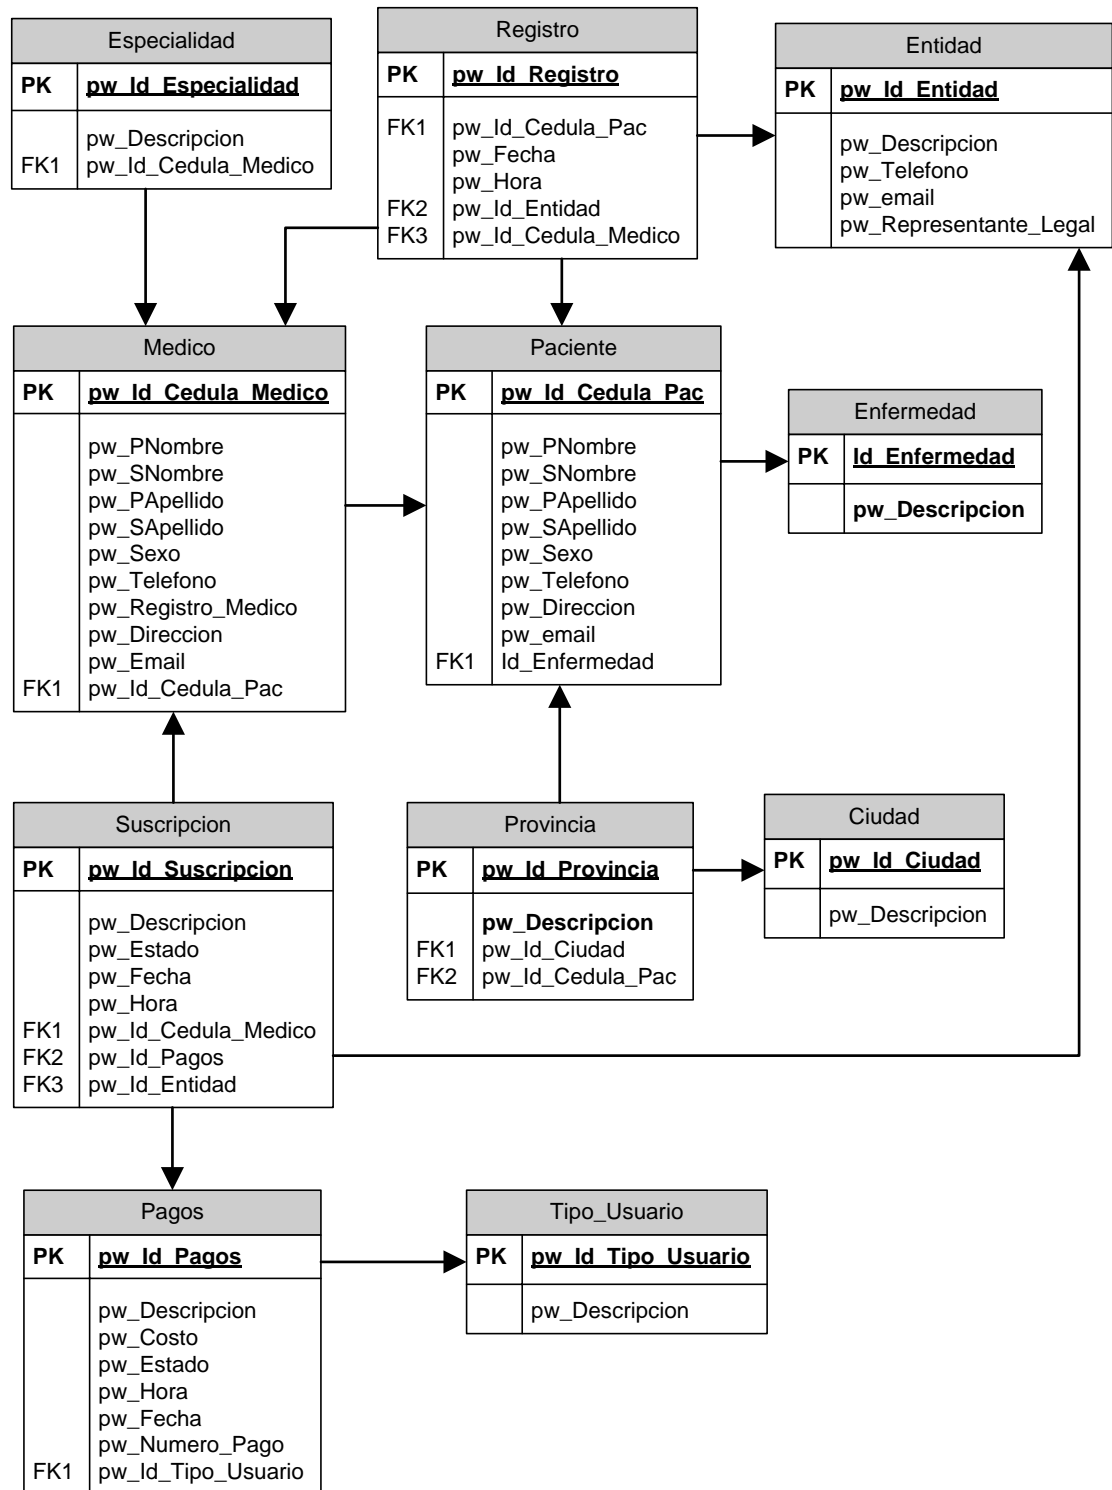 Especialidad
PK pw_Id_Especialidad
pw_Descripcion
FK1 pw_Id_Cedula_Medico
Registro
PK pw_Id_Registro
FK1 pw_Id_Cedula_Pac
pw_Fecha
pw_Hora
FK2 pw_Id_Entidad
FK3 pw_Id_Cedula_Medico
Entidad
PK pw_Id_Entidad
pw_Descripcion
pw_Telefono
pw_email
pw_Representante_Legal
Medico
PK pw_Id_Cedula_Medico
pw_PNombre
pw_SNombre
pw_PApellido
pw_SApellido
pw_Sexo
pw_Telefono
pw_Registro_Medico
pw_Direccion
pw_Email
FK1 pw_Id_Cedula_Pac
Paciente
PK pw_Id_Cedula_Pac
pw_PNombre
pw_SNombre
pw_PApellido
pw_SApellido
pw_Sexo
pw_Telefono
pw_Direccion
pw_email
FK1 Id_Enfermedad
Enfermedad
PK Id_Enfermedad
pw_Descripcion
Suscripcion
PK pw_Id_Suscripcion
pw_Descripcion
pw_Estado
pw_Fecha
pw_Hora
FK1 pw_Id_Cedula_Medico
FK2 pw_Id_Pagos
FK3 pw_Id_Entidad
Provincia
PK pw_Id_Provincia
pw_Descripcion
FK1 pw_Id_Ciudad
FK2 pw_Id_Cedula_Pac
Ciudad
PK pw_Id_Ciudad
pw_Descripcion
Pagos
PK pw_Id_Pagos
pw_Descripcion
pw_Costo
pw_Estado
pw_Hora
pw_Fecha
pw_Numero_Pago
FK1 pw_Id_Tipo_Usuario
Tipo_Usuario
PK pw_Id_Tipo_Usuario
pw_Descripcion